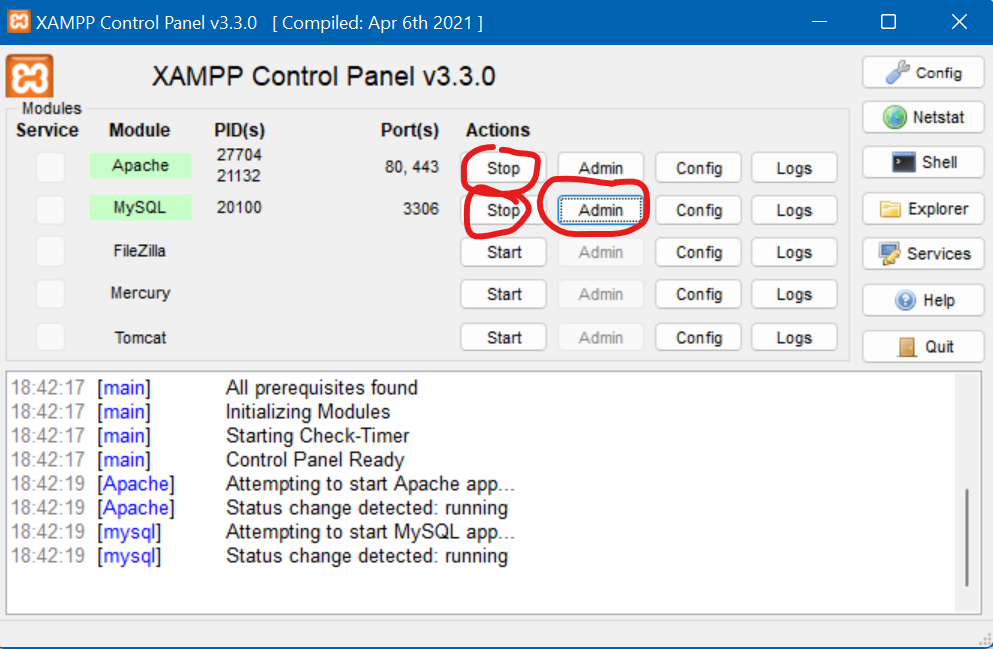 XAMPP Control Panel v3.3.0 [ Compiled: Apr 6th 2021 ]
XAMPP Control Panel v3.3.0
Config
Modules
Service Module PID(s) Port(s) Actions
Netstat
Apache 27704 80, 443 Stop Admin Config Logs
21132
Shell
MySQL 20100 3306 Stop Admin Config Logs
Explorer
FileZilla Start Admin Config Logs
Services
Mercury Start Admin Config Logs
Help
Tomcat Start Admin Config Logs
Quit
18:42:17 [main] All prerequisites found
18:42:17 [main] Initializing Modules
18:42:17 [main] Starting Check-Timer
18:42:17 [main] Control Panel Ready
18:42:19 [Apache] Attempting to start Apache app...
18:42:19 [Apache] Status change detected: running
18:42:19 [mysql] Attempting to start MySQL app...
18:42:19 [mysql] Status change detected: running